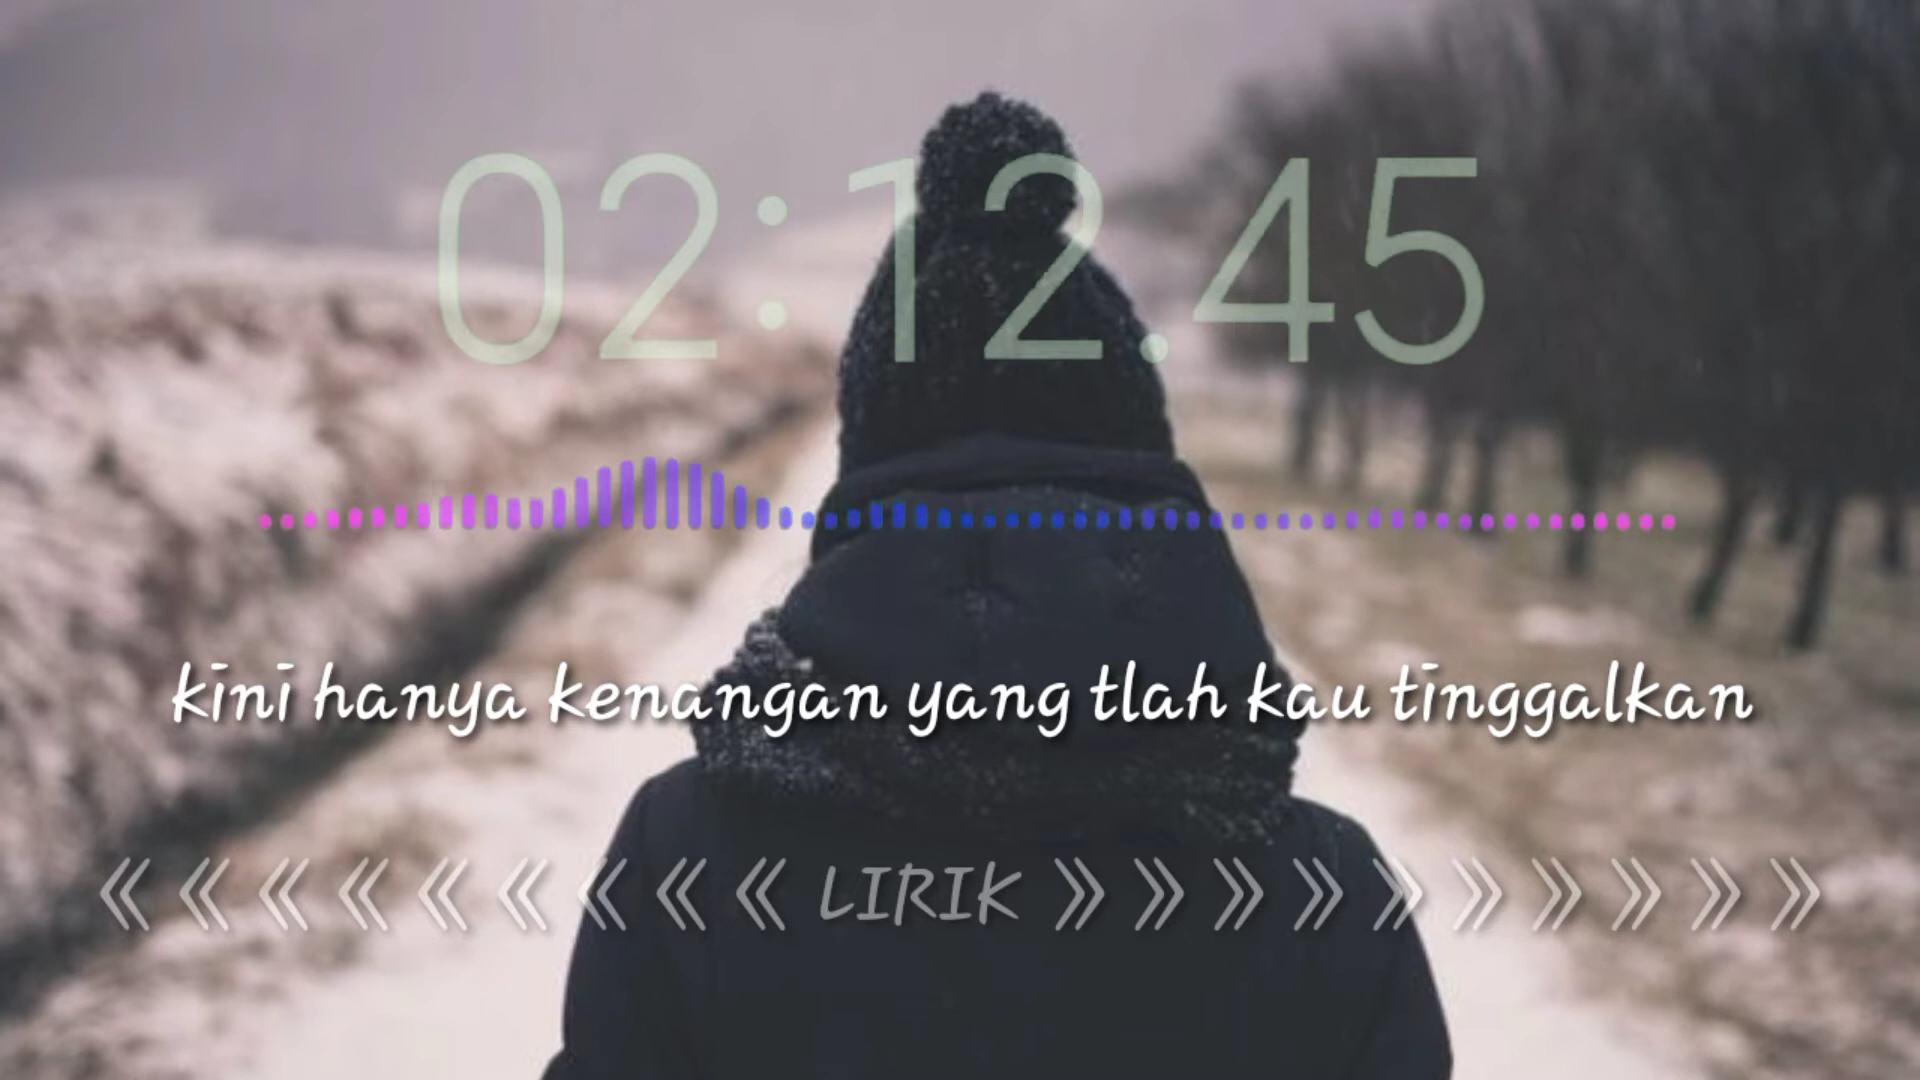 02:12.45
kini hanya kenangan yang tlah kau tinggalkan
《《《《《《《《《 LIRIK 》》》》》》》》》》